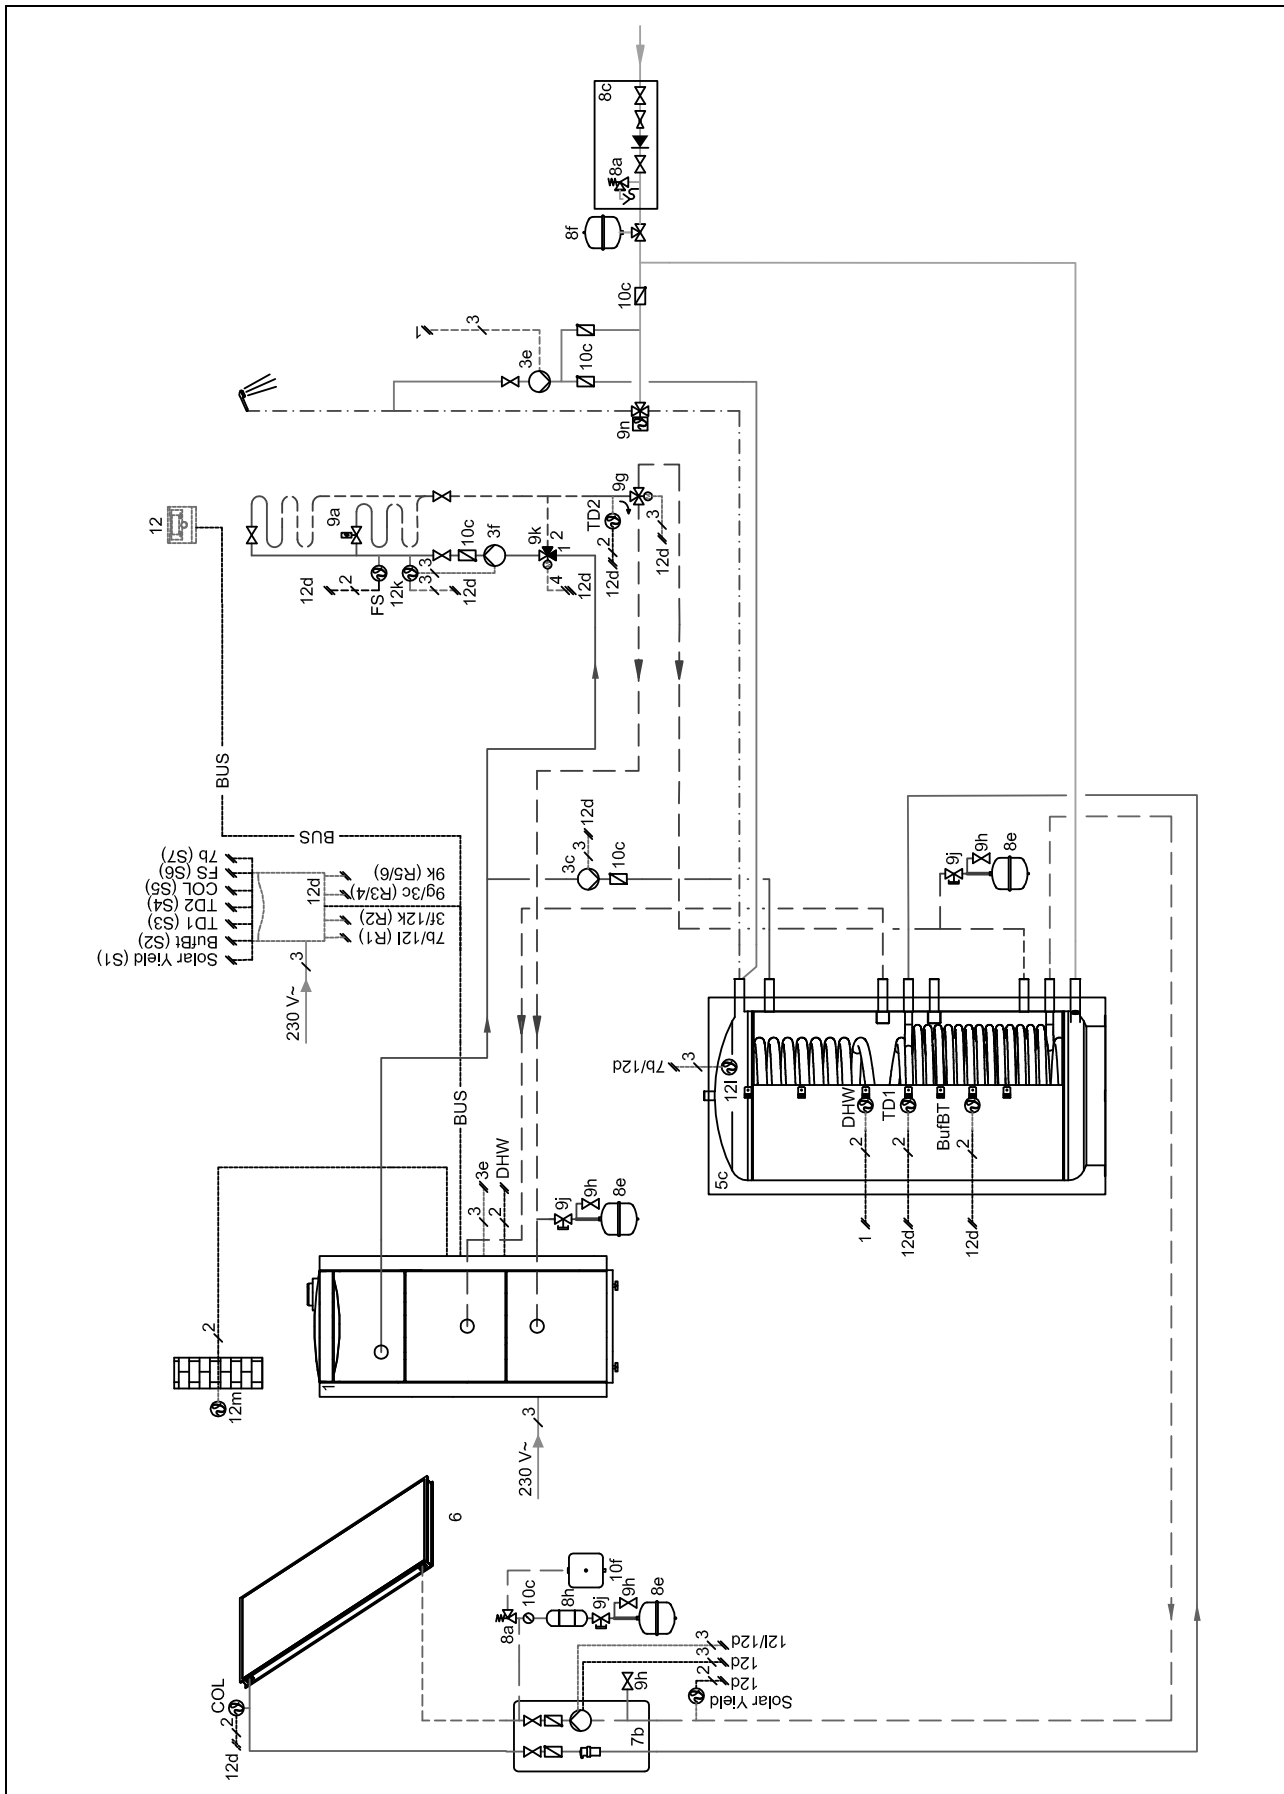 8c
8a
8f
10c
1
3
3e
10c
9n
12
9a
9g
TD2
2
12d
3
12d
3f
10c
9k
2
1
4
12d
12d
2
FS
12k
3
3
12d
BUS
BUS
BUS
7b (S7)
FS (S6)
COL (S5)
TD2 (S4)
TD1 (S3)
BufBt (S2)
Solar Yield (S1)
12d
9k (R5/6)
9g/3c (R3/4)
3f/12k (R2)
7b/12l (R1)
3
230 V~
12d
3
3c
10c
9j
9h
8e
7b/12d
3
12l
DHW
TD1
BufBT
2
2
2
1
12d
12d
5c
3e
DHW
3
2
9j
9h
8e
2
12m
1
3
230 V~
6
COL
2
12d
8a
10c
8h
10f
9j
9h
8e
12l/12d
12d
12d
3
3
2
Solar Yield
9h
7b